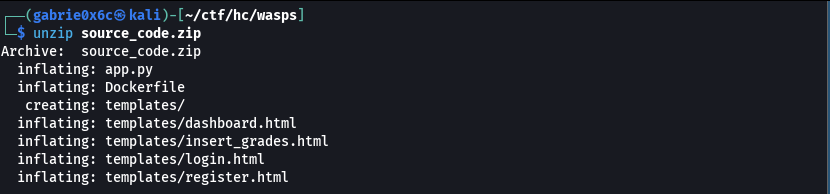 ┌──(gabrie0x6c㉿kali)-[~/ctf/hc/wasps]
└─$ unzip source_code.zip
Archive:  source_code.zip
  inflating: app.py
  inflating: Dockerfile
   creating: templates/
  inflating: templates/dashboard.html
  inflating: templates/insert_grades.html
  inflating: templates/login.html
  inflating: templates/register.html